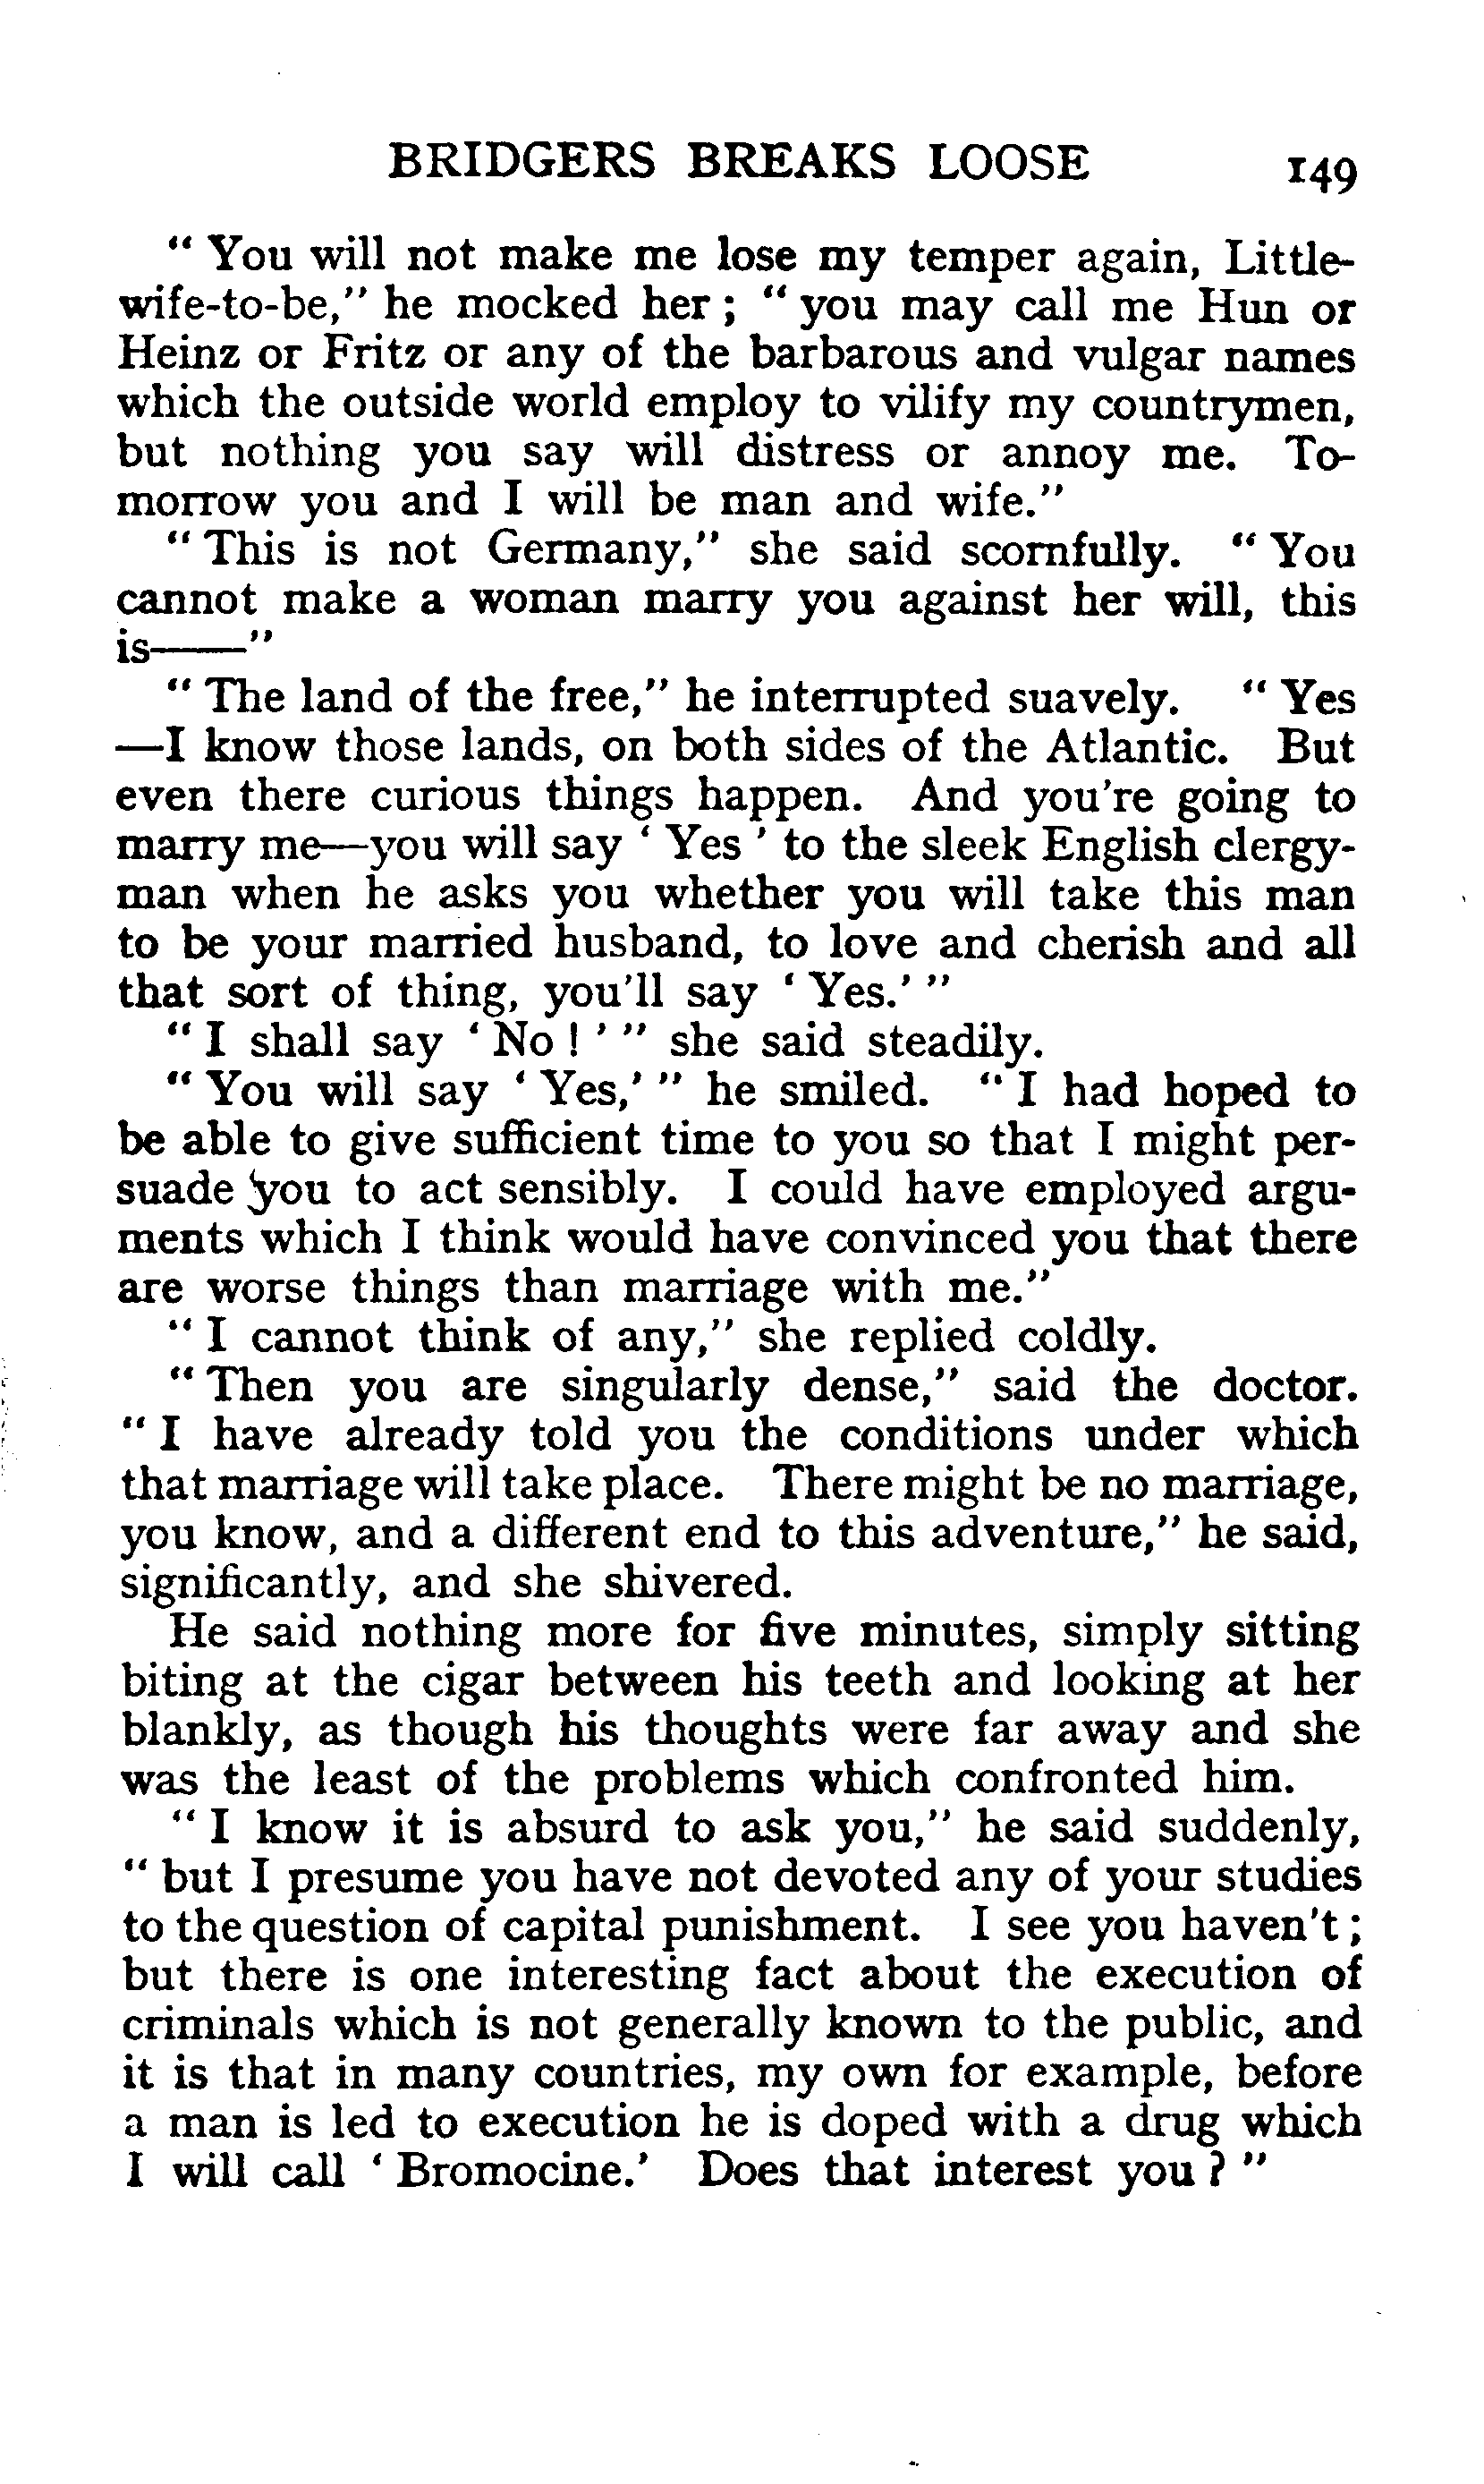 BRIDGERS BREAKS LOOSE 149
" You will not make me lose my temper again, Little-
wife-to-be," he mocked her ; " you may call me Hun or
Heinz or Fritz or any of the barbarous and vulgar names
which the outside world employ to vilify my countrymen,
but nothing you say will distress or annoy me. To-
morrow you and I will be man and wife."
" This is not Germany," she said scornfully. " You
cannot make a woman marry you against her will, this
is——"
" The land of the free," he interrupted suavely. " Yes
—I know those lands, on both sides of the Atlantic. But
even there curious things happen. And you're going to
marry me—you will say ' Yes ' to the sleek English clergy-
man when he asks you whether you will take this man
to be your married husband, to love and cherish and all
that sort of thing, you'll say ' Yes.' "
" I shall say ' No ! ' " she said steadily.
" You will say ' Yes,' " he smiled. " I had hoped to
be able to give sufficient time to you so that I might per-
suade you to act sensibly. I could have employed argu-
ments which I think would have convinced you that there
are worse things than marriage with me."
" I cannot think of any," she replied coldly.
" Then you are singularly dense," said the doctor.
" I have already told you the conditions under which
that marriage will take place. There might be no marriage,
you know, and a different end to this adventure," he said,
significantly, and she shivered.
He said nothing more for five minutes, simply sitting
biting at the cigar between his teeth and looking at her
blankly, as though his thoughts were far away and she
was the least of the problems which confronted him.
" I know it is absurd to ask you," he said suddenly,
" but I presume you have not devoted any of your studies
to the question of capital punishment. I see you haven't ;
but there is one interesting fact about the execution of
criminals which is not generally known to the public, and
it is that in many countries, my own for example, before
a man is led to execution he is doped with a drug which
I will call ' Bromocine.' Does that interest you ? "